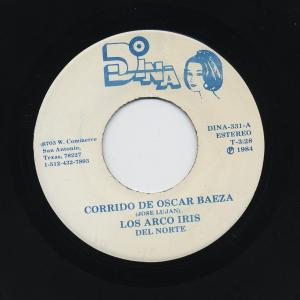 DINA
8703 W. Commerce
San Antonio,
Texas, 78227
1-512-432-7893
DINA-331-A
ESTEREO
T-3:28
℗ 1984
CORRIDO DE OSCAR BAEZA
(JOSE LUJAN)
LOS ARCO IRIS
DEL NORTE